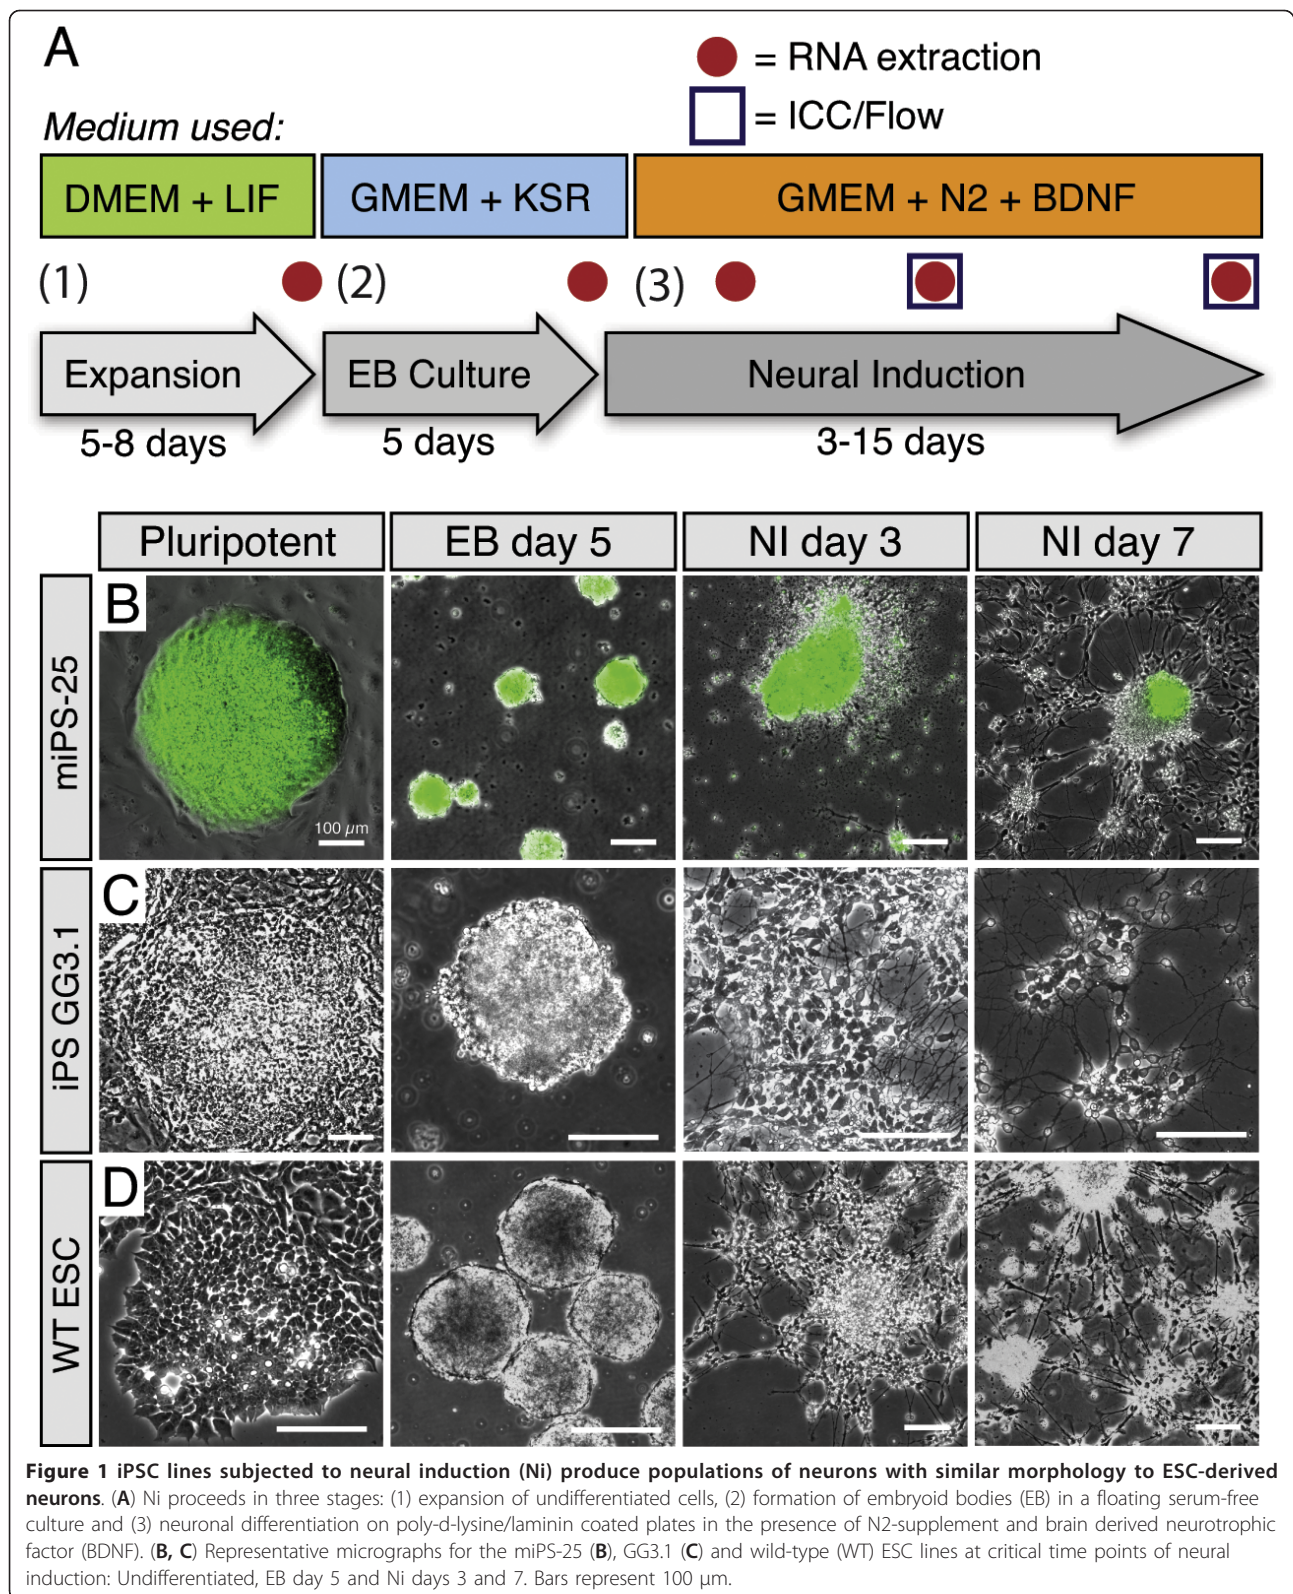 A
= RNA extraction
= ICC/Flow
Medium used:
DMEM + LIF
GMEM + KSR
GMEM + N2 + BDNF
(1)
(2)
(3)
Expansion
EB Culture
Neural Induction
5-8 days
5 days
3-15 days
Pluripotent
EB day 5
NI day 3
NI day 7
miPS-25
B
100 µm
iPS GG3.1
C
WT ESC
D
Figure 1 iPSC lines subjected to neural induction (Ni) produce populations of neurons with similar morphology to ESC-derived
neurons. (A) Ni proceeds in three stages: (1) expansion of undifferentiated cells, (2) formation of embryoid bodies (EB) in a floating serum-free
culture and (3) neuronal differentiation on poly-d-lysine/laminin coated plates in the presence of N2-supplement and brain derived neurotrophic
factor (BDNF). (B, C) Representative micrographs for the miPS-25 (B), GG3.1 (C) and wild-type (WT) ESC lines at critical time points of neural
induction: Undifferentiated, EB day 5 and Ni days 3 and 7. Bars represent 100 µm.